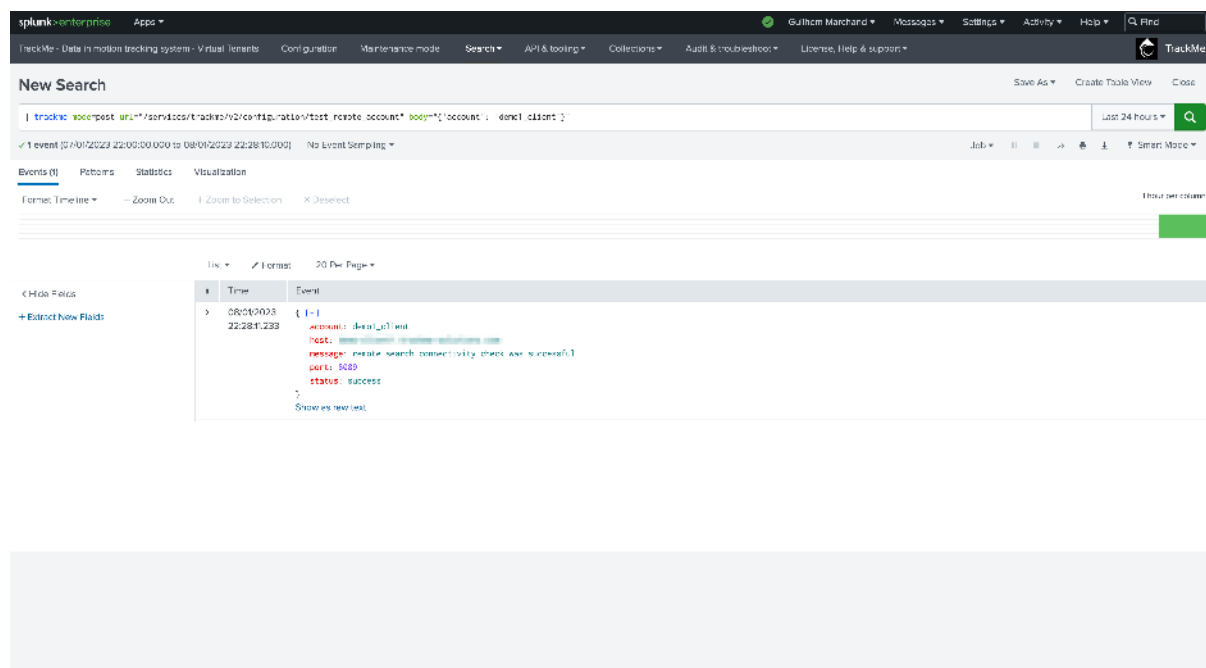 splunk>enterprise Apps Guilhem Marchand Messages Settings Activity Help Find
TrackMe - Data in motion tracking system - Virtual Tenants Configuration Maintenance mode Search API & tooling Collections Audit & troubleshoot License, Help & support TrackMe
New Search Save As Create Table View Close
| trackme mode=post url="/services/trackme/v2/configuration/test_remote_account" body="{'account': 'demo1_client'}" Last 24 hours
✓ 1 event (07/01/2023 22:00:00.000 to 08/01/2023 22:28:10.000) No Event Sampling Job Smart Mode
Events (1) Patterns Statistics Visualization
Format Timeline — Zoom Out + Zoom to Selection × Deselect 1 hour per column
List Format 20 Per Page
< Hide Fields i Time Event
+ Extract New Fields > 08/01/2023 { [-]
22:28:11.233 account: demo1_client
host:
message: remote search connectivity check was successful
port: 8089
status: success
}
Show as raw text